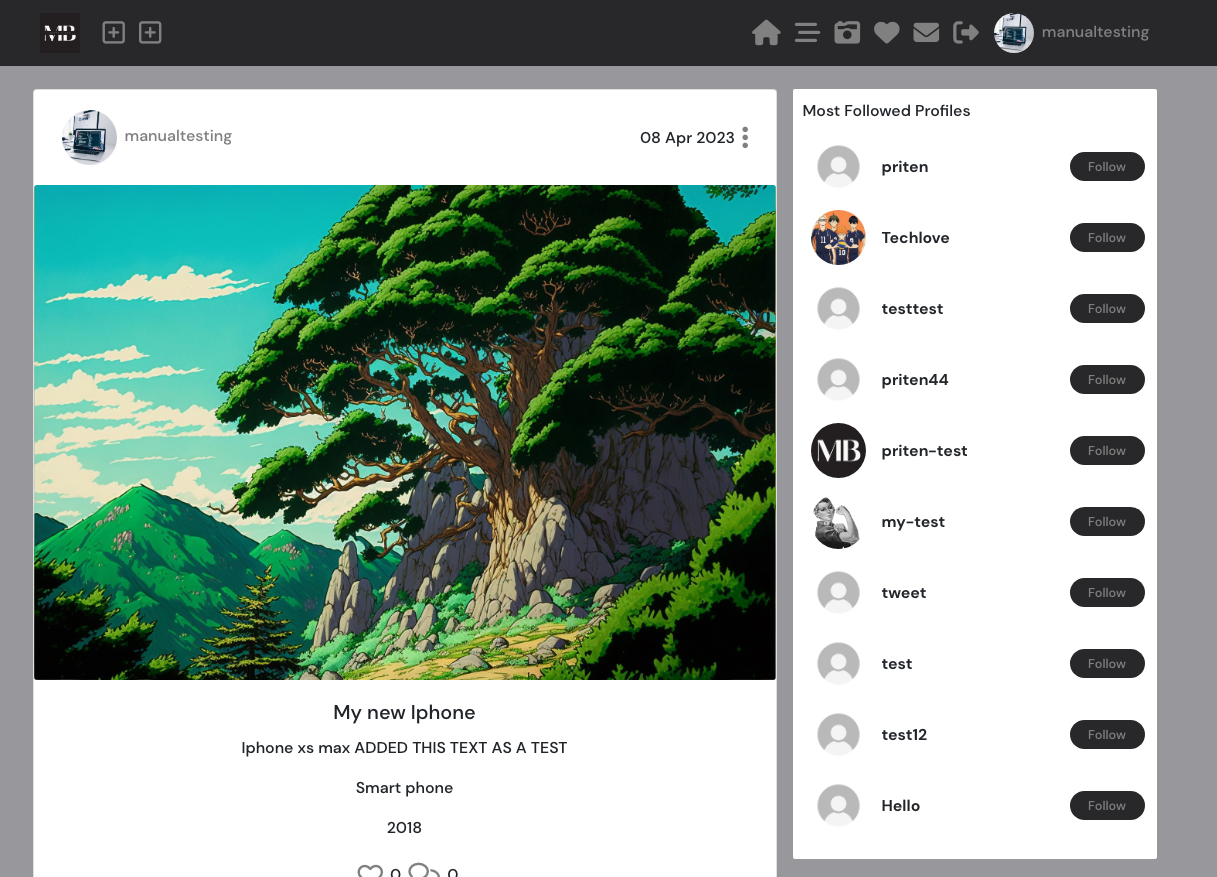 MB
manualtesting
manualtesting
08 Apr 2023
My new Iphone
Iphone xs max ADDED THIS TEXT AS A TEST
Smart phone
2018
0 0
Most Followed Profiles
priten Follow
11
10
Techlove Follow
testtest Follow
priten44 Follow
MB
priten-test Follow
my-test Follow
tweet Follow
test Follow
test12 Follow
Hello Follow